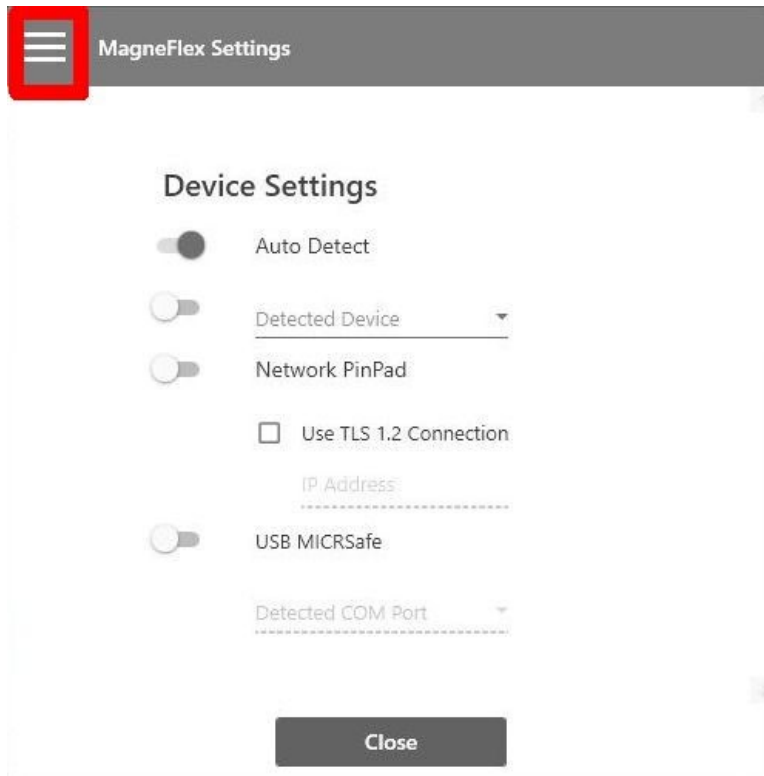 MagneFlex Settings
Device Settings
Auto Detect
Detected Device
Network PinPad
Use TLS 1.2 Connection
IP Address
USB MICRSafe
Detected COM Port
Close